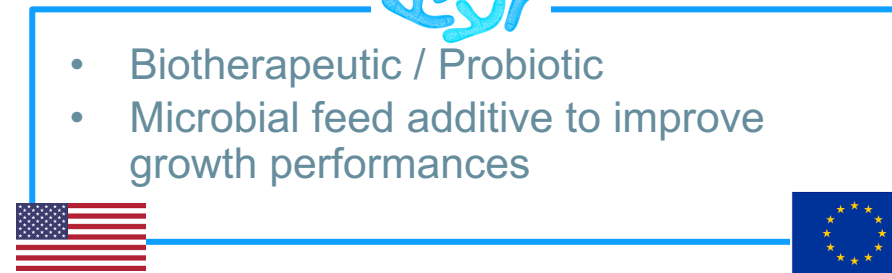 • Biotherapeutic / Probiotic
• Microbial feed additive to improve
growth performances